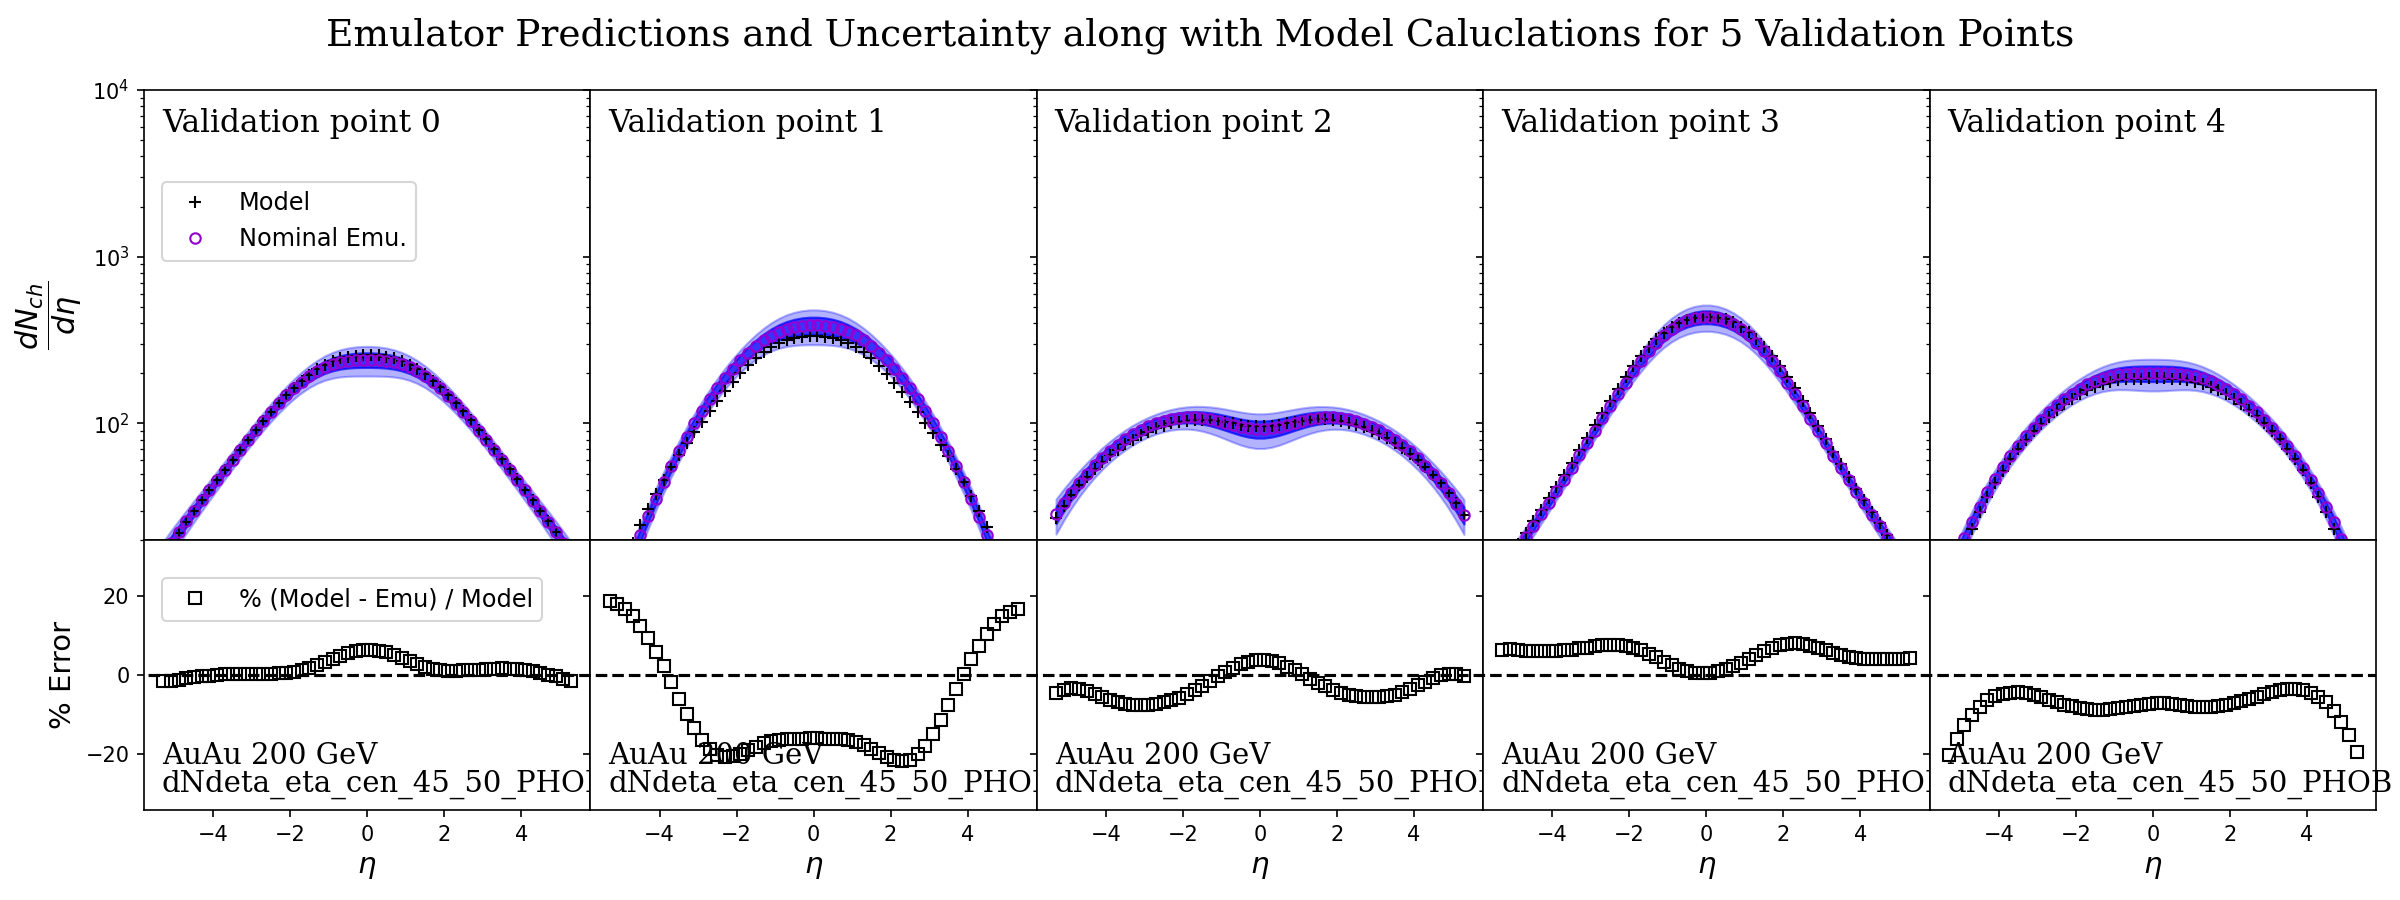 Emulator Predictions and Uncertainty along with Model Caluclations for 5 Validation Points
Validation point 0
Validation point 1
Validation point 2
Validation point 3
Validation point 4
Model
Nominal Emu.
10^4
10^3
10^2
dN_ch
dη
% (Model - Emu) / Model
20
0
−20
% Error
AuAu 200 GeV
dNdeta_eta_cen_45_50_PHO
AuAu 200 GeV
dNdeta_eta_cen_45_50_PHO
AuAu 200 GeV
dNdeta_eta_cen_45_50_PHO
AuAu 200 GeV
dNdeta_eta_cen_45_50_PHO
AuAu 200 GeV
dNdeta_eta_cen_45_50_PHOB
−4 −2 0 2 4
−4 −2 0 2 4
−4 −2 0 2 4
−4 −2 0 2 4
−4 −2 0 2 4
η
η
η
η
η